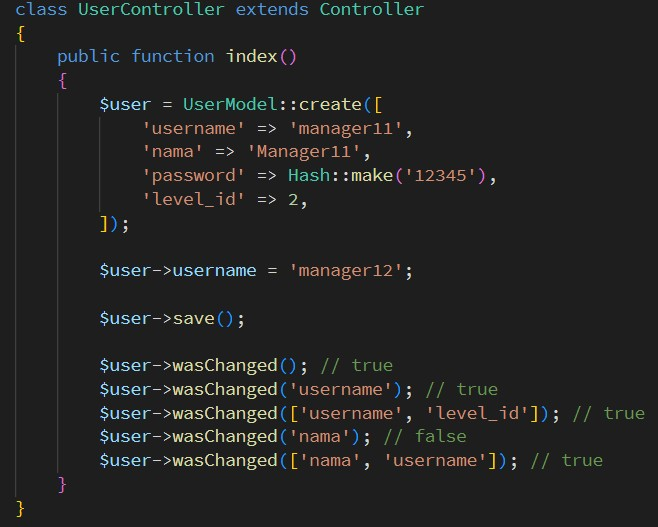 class UserController extends Controller
{
    public function index()
    {
        $user = UserModel::create([
            'username' => 'manager11',
            'nama' => 'Manager11',
            'password' => Hash::make('12345'),
            'level_id' => 2,
        ]);

        $user->username = 'manager12';

        $user->save();

        $user->wasChanged(); // true
        $user->wasChanged('username'); // true
        $user->wasChanged(['username', 'level_id']); // true
        $user->wasChanged('nama'); // false
        $user->wasChanged(['nama', 'username']); // true
    }
}